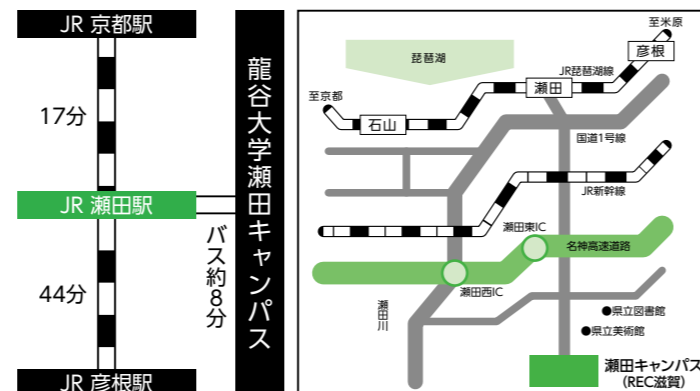 JR 京都駅
17分
JR 瀬田駅
44分
JR 彦根駅
バス約8分
龍谷大学瀬田キャンパス
至米原
彦根
琵琶湖
JR琵琶湖線
瀬田
至京都
石山
国道1号線
JR新幹線
瀬田東IC
名神高速道路
瀬田西IC
瀬田川
●県立図書館
●県立美術館
瀬田キャンパス
(REC滋賀)